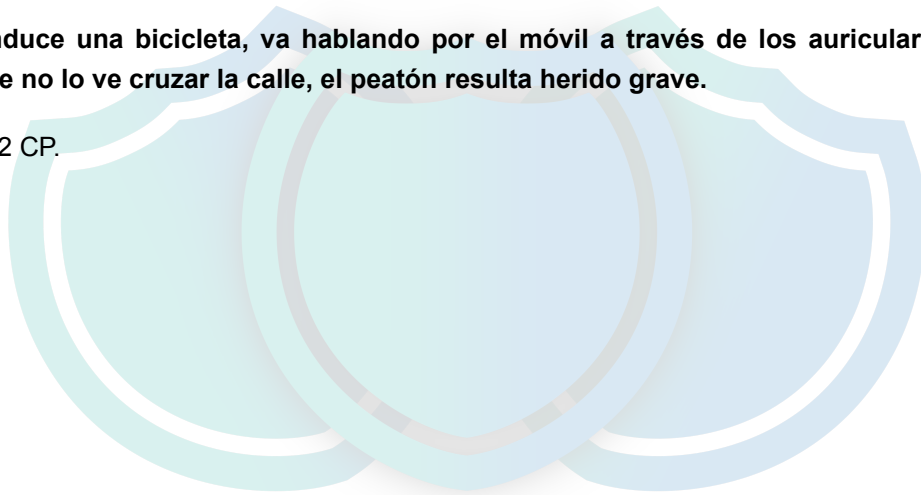 duce una bicicleta, va hablando por el móvil a través de los auricular
e no lo ve cruzar la calle, el peatón resulta herido grave.
2 CP.